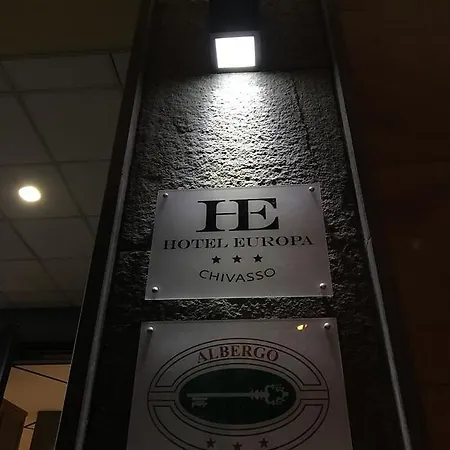 HE
HOTEL EUROPA
★ ★ ★
CHIVASSO
ALBERGO
★ ★ ★